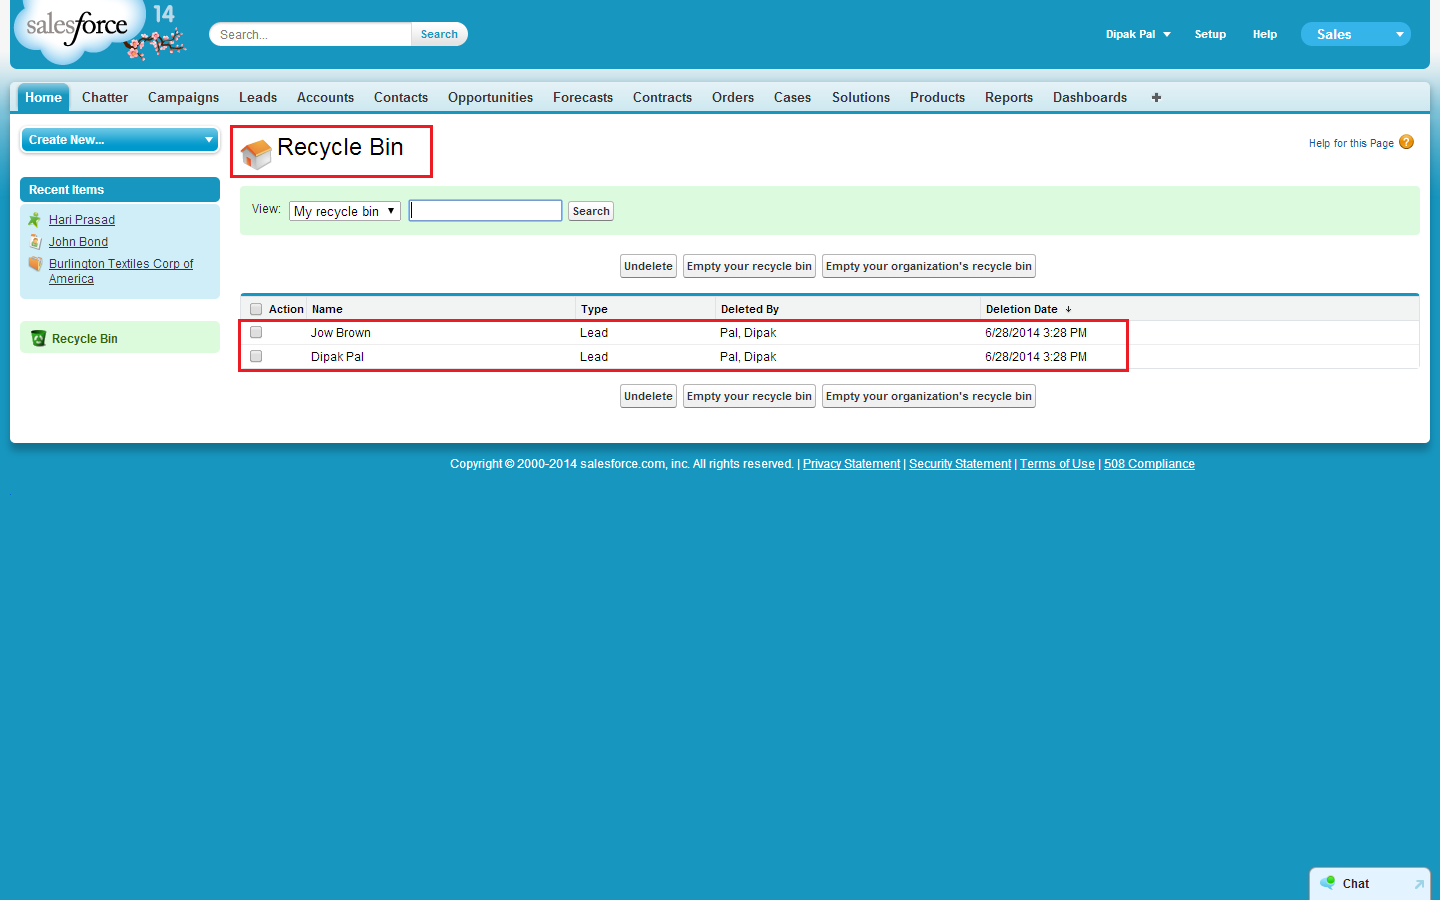 salesforce 14
Search... Search
Dipak Pal Setup Help Sales
Home Chatter Campaigns Leads Accounts Contacts Opportunities Forecasts Contracts Orders Cases Solutions Products Reports Dashboards +
Create New...
Recent Items
Hari Prasad
John Bond
Burlington Textiles Corp of
America
Recycle Bin
Recycle Bin
Help for this Page ?
View: My recycle bin Search
Undelete Empty your recycle bin Empty your organization's recycle bin
Action Name Type Deleted By Deletion Date
Jow Brown Lead Pal, Dipak 6/28/2014 3:28 PM
Dipak Pal Lead Pal, Dipak 6/28/2014 3:28 PM
Undelete Empty your recycle bin Empty your organization's recycle bin
Copyright © 2000-2014 salesforce.com, inc. All rights reserved. | Privacy Statement | Security Statement | Terms of Use | 508 Compliance
Chat